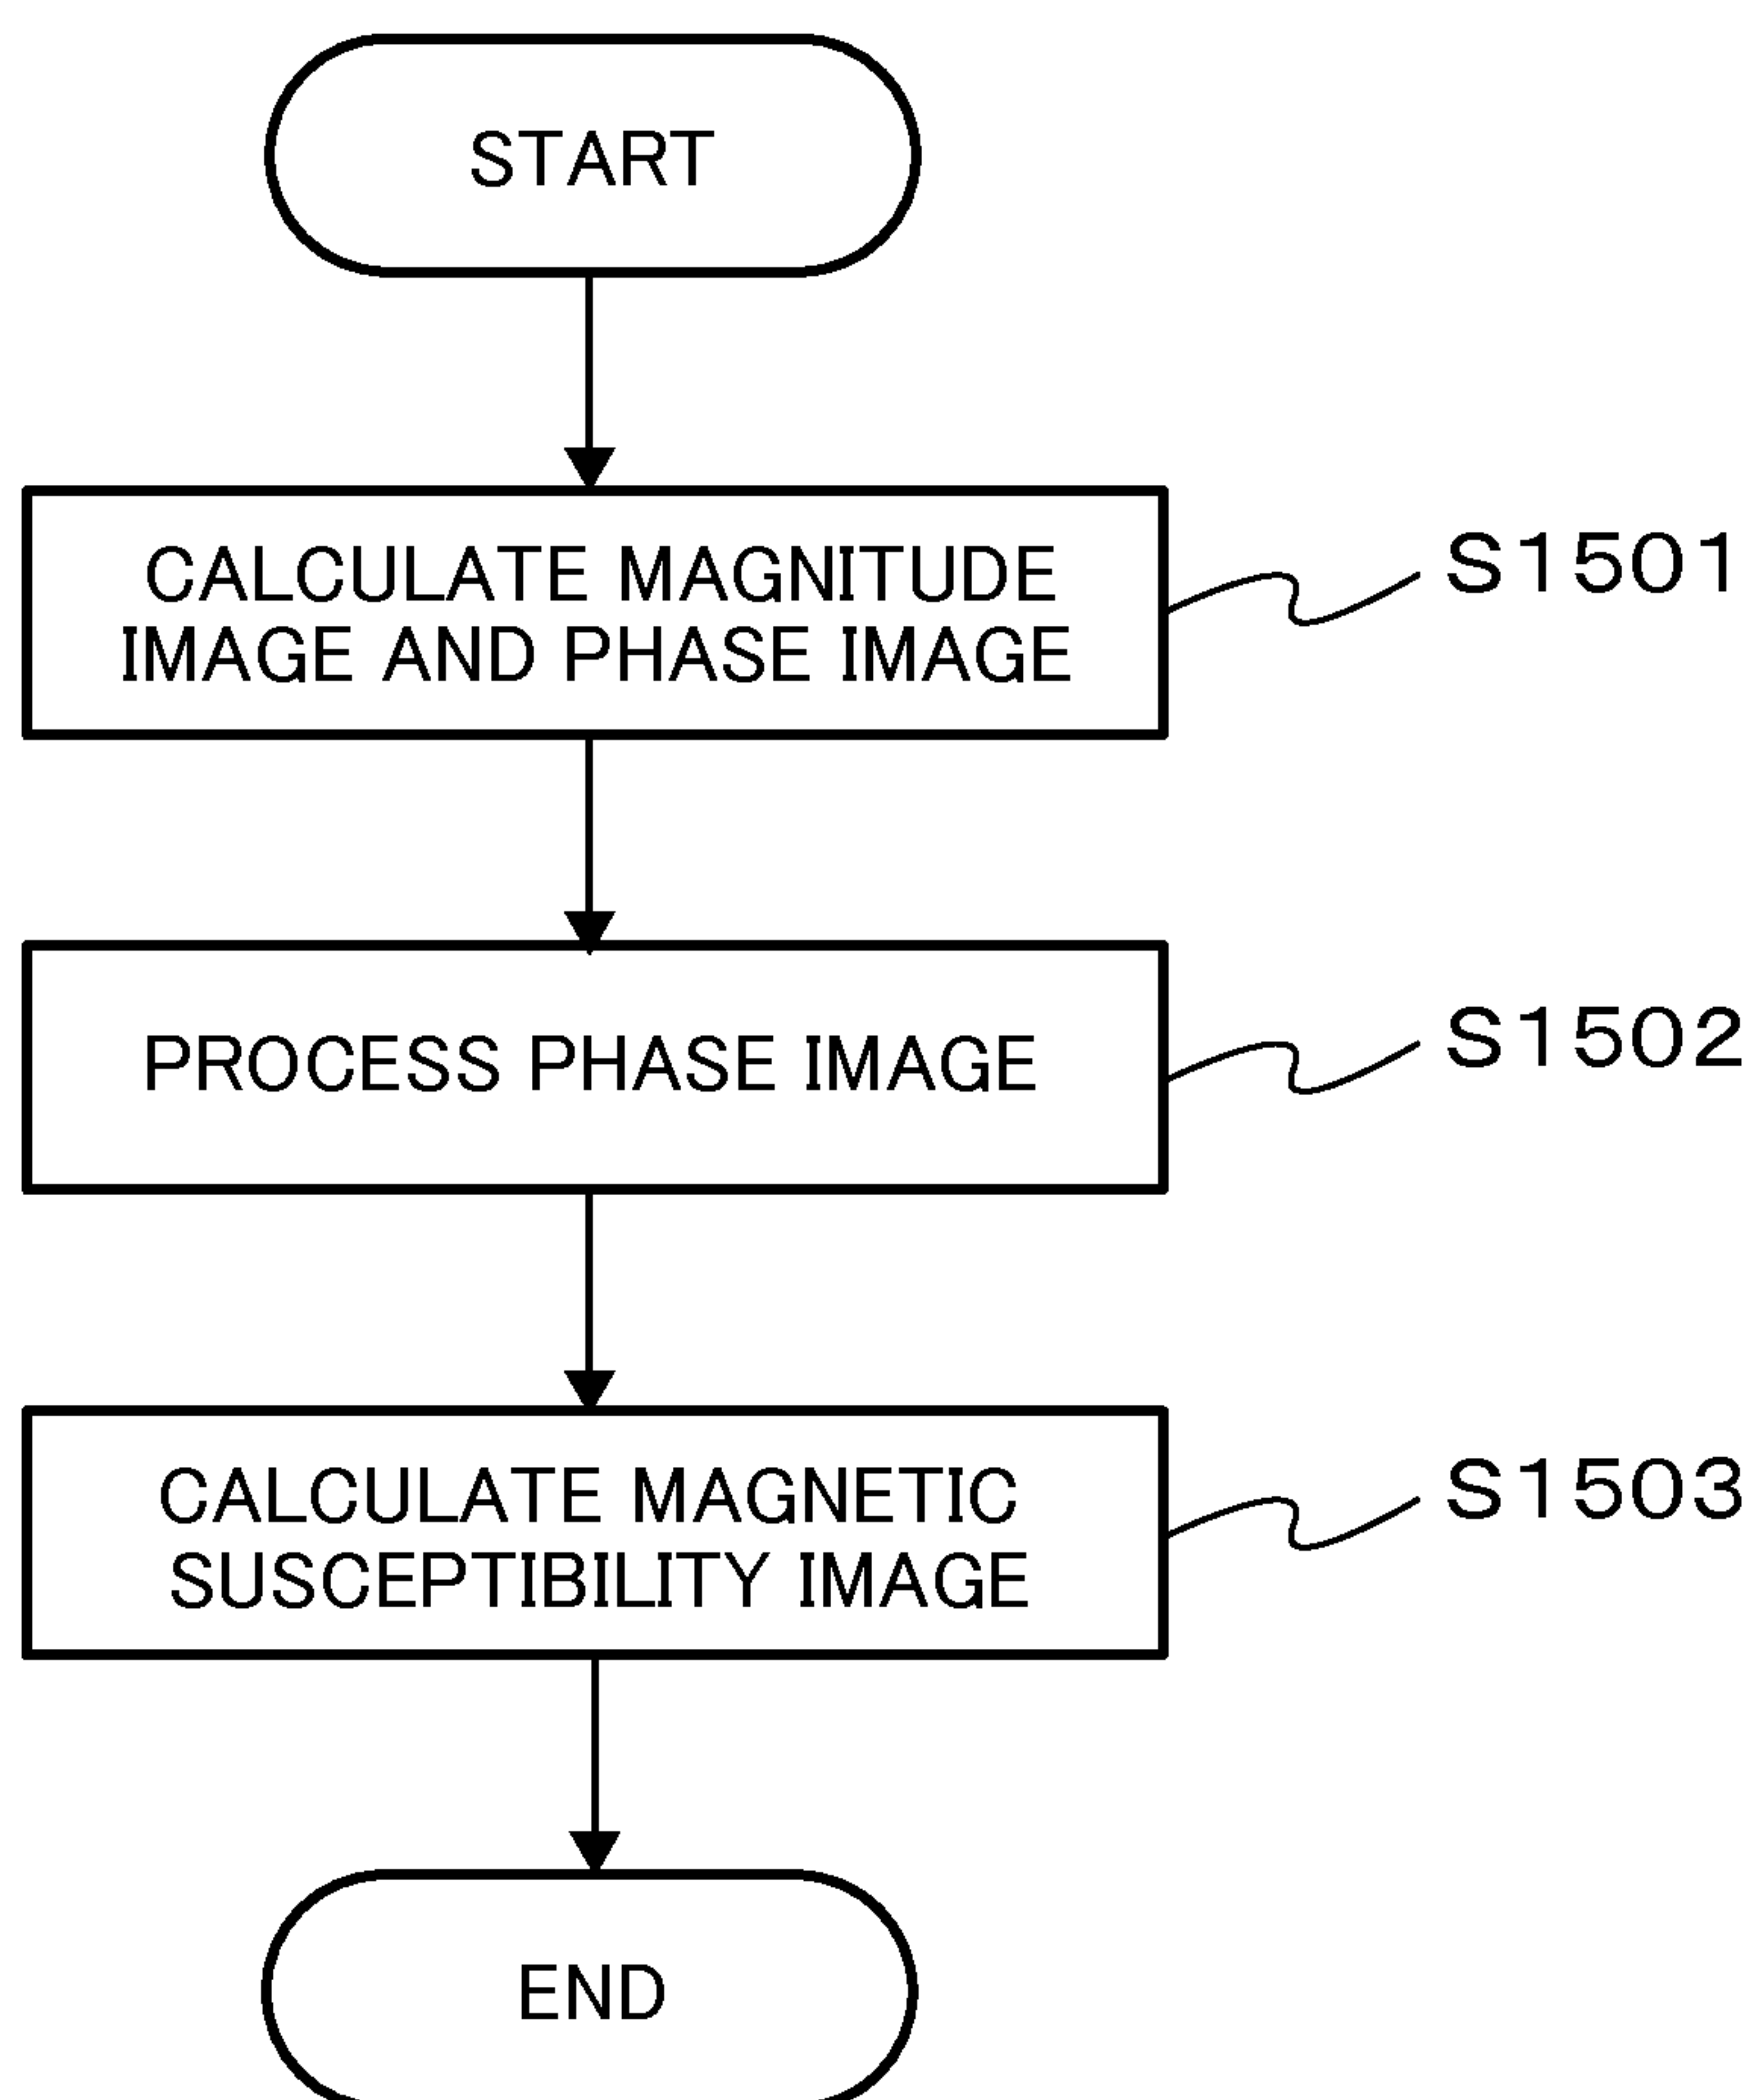 START
CALCULATE MAGNITUDE
IMAGE AND PHASE IMAGE
S1501
PROCESS PHASE IMAGE
S1502
CALCULATE MAGNETIC
SUSCEPTIBILITY IMAGE
S1503
END